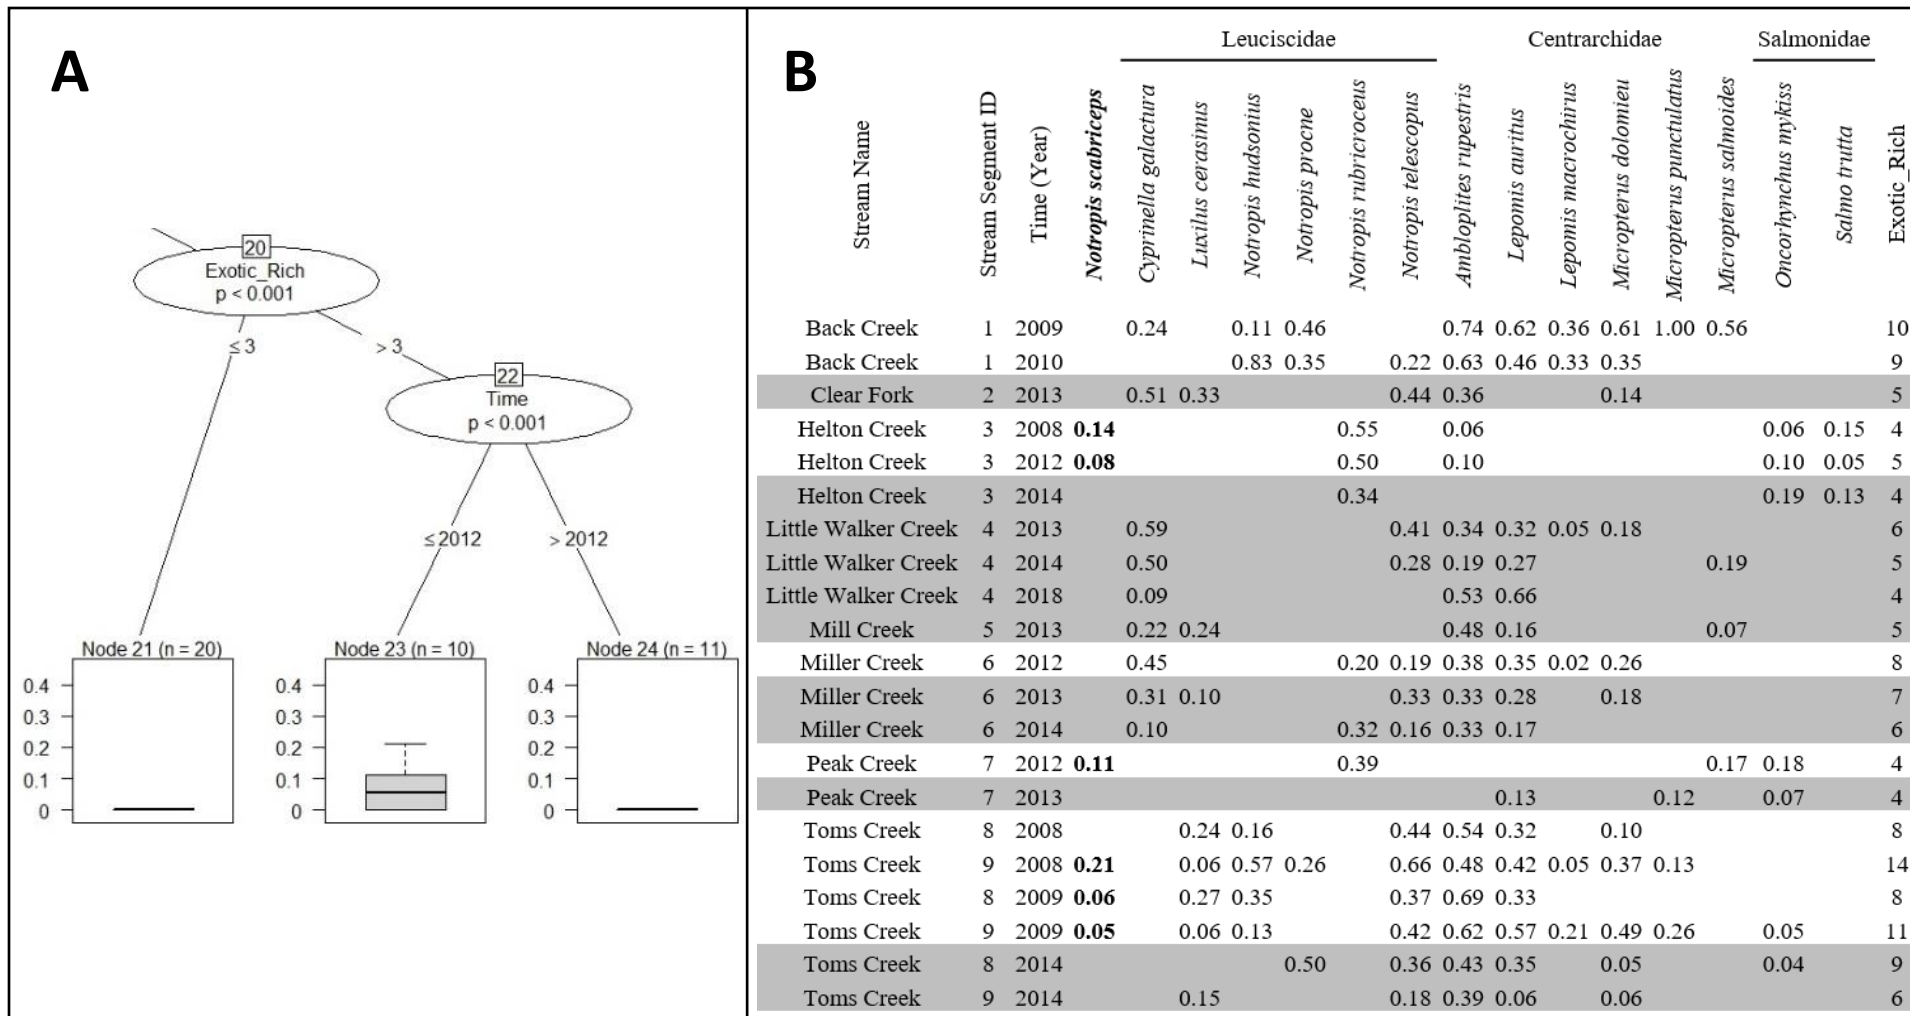 A
20
Exotic_Rich
p < 0.001
≤ 3
> 3
22
Time
p < 0.001
≤ 2012
> 2012
Node 21 (n = 20)
0.4
0.3
0.2
0.1
0
Node 23 (n = 10)
0.4
0.3
0.2
0.1
0
Node 24 (n = 11)
0.4
0.3
0.2
0.1
0
B
Leuciscidae Centrarchidae Salmonidae
Stream Name
Stream Segment ID
Time (Year)
Notropis scabriceps
Cyprinella galactura
Luxilus cerasinus
Notropis hudsonius
Notropis procne
Notropis rubricroceus
Notropis telescopus
Ambloplites rupestris
Lepomis auritus
Lepomis macrochirus
Micropterus dolomieu
Micropterus punctulatus
Micropterus salmoides
Oncorhynchus mykiss
Salmo trutta
Exotic_Rich
Back Creek 1 2009 0.24 0.11 0.46 0.74 0.62 0.36 0.61 1.00 0.56 10
Back Creek 1 2010 0.83 0.35 0.22 0.63 0.46 0.33 0.35 9
Clear Fork 2 2013 0.51 0.33 0.44 0.36 0.14 5
Helton Creek 3 2008 0.14 0.55 0.06 0.06 0.15 4
Helton Creek 3 2012 0.08 0.50 0.10 0.10 0.05 5
Helton Creek 3 2014 0.34 0.19 0.13 4
Little Walker Creek 4 2013 0.59 0.41 0.34 0.32 0.05 0.18 6
Little Walker Creek 4 2014 0.50 0.28 0.19 0.27 0.19 5
Little Walker Creek 4 2018 0.09 0.53 0.66 4
Mill Creek 5 2013 0.22 0.24 0.48 0.16 0.07 5
Miller Creek 6 2012 0.45 0.20 0.19 0.38 0.35 0.02 0.26 8
Miller Creek 6 2013 0.31 0.10 0.33 0.33 0.28 0.18 7
Miller Creek 6 2014 0.10 0.32 0.16 0.33 0.17 6
Peak Creek 7 2012 0.11 0.39 0.17 0.18 4
Peak Creek 7 2013 0.13 0.12 0.07 4
Toms Creek 8 2008 0.24 0.16 0.44 0.54 0.32 0.10 8
Toms Creek 9 2008 0.21 0.06 0.57 0.26 0.66 0.48 0.42 0.05 0.37 0.13 14
Toms Creek 8 2009 0.06 0.27 0.35 0.37 0.69 0.33 8
Toms Creek 9 2009 0.05 0.06 0.13 0.42 0.62 0.57 0.21 0.49 0.26 0.05 11
Toms Creek 8 2014 0.50 0.36 0.43 0.35 0.05 0.04 9
Toms Creek 9 2014 0.15 0.18 0.39 0.06 0.06 6